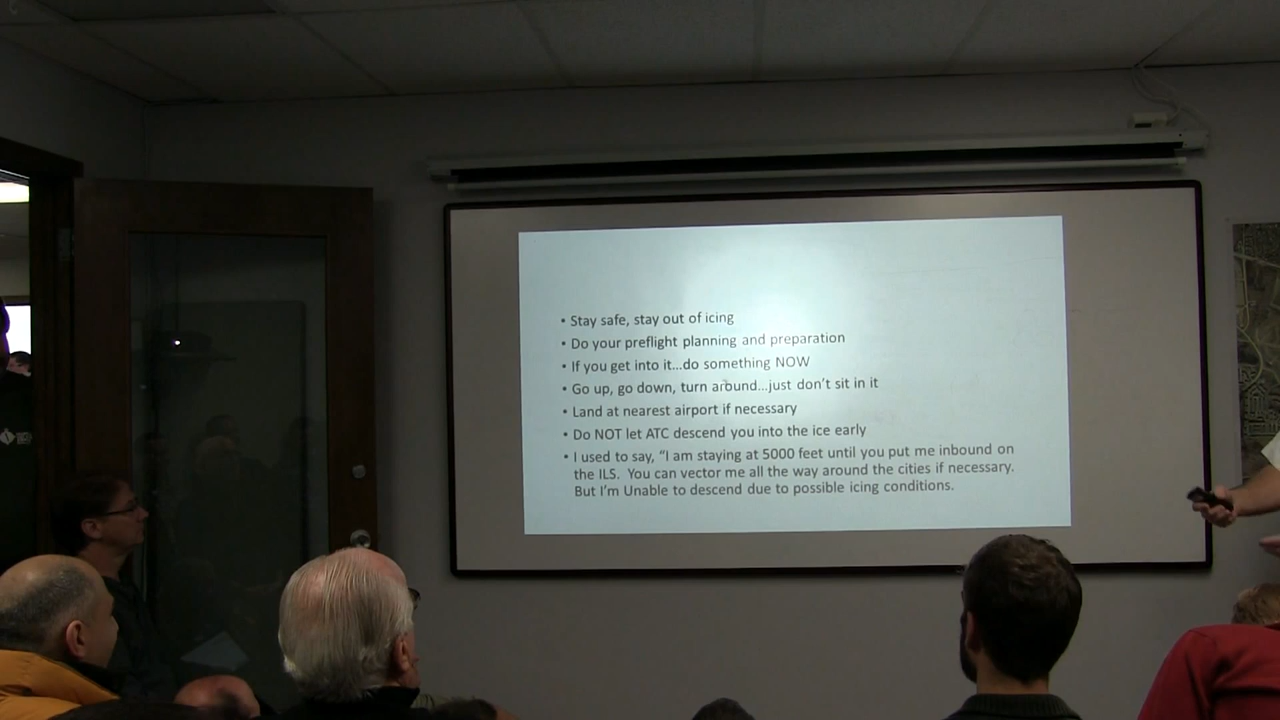 • Stay safe, stay out of icing
• Do your preflight planning and preparation
• If you get into it...do something NOW
• Go up, go down, turn around...just don't sit in it
• Land at nearest airport if necessary
• Do NOT let ATC descend you into the ice early
• I used to say, “I am staying at 5000 feet until you put me inbound on
the ILS. You can vector me all the way around the cities if necessary.
But I'm Unable to descend due to possible icing conditions.